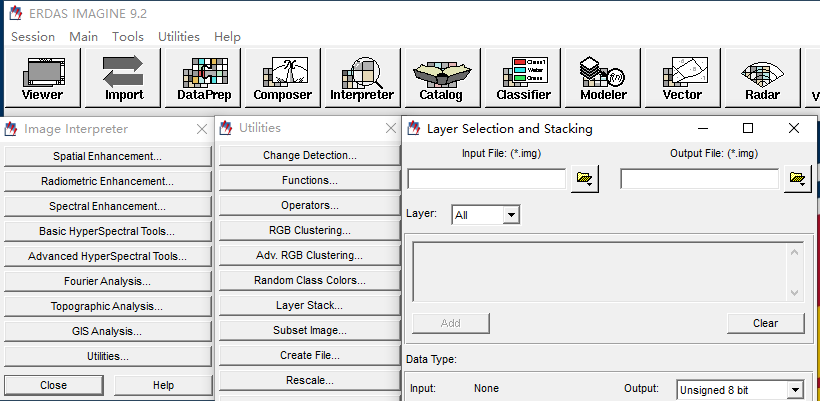 ERDAS IMAGINE 9.2
Session Main Tools Utilities Help
Viewer Import DataPrep Composer Interpreter Catalog Classifier Modeler Vector Radar V
Class1
Water
Grass
f(n)
Image Interpreter
Spatial Enhancement...
Radiometric Enhancement...
Spectral Enhancement...
Basic HyperSpectral Tools...
Advanced HyperSpectral Tools...
Fourier Analysis...
Topographic Analysis...
GIS Analysis...
Utilities...
Close Help
Utilities
Change Detection...
Functions...
Operators...
RGB Clustering...
Adv. RGB Clustering...
Random Class Colors...
Layer Stack...
Subset Image...
Create File...
Rescale...
Layer Selection and Stacking
Input File: (*.img) Output File: (*.img)
Layer: All
Add Clear
Data Type:
Input: None Output: Unsigned 8 bit